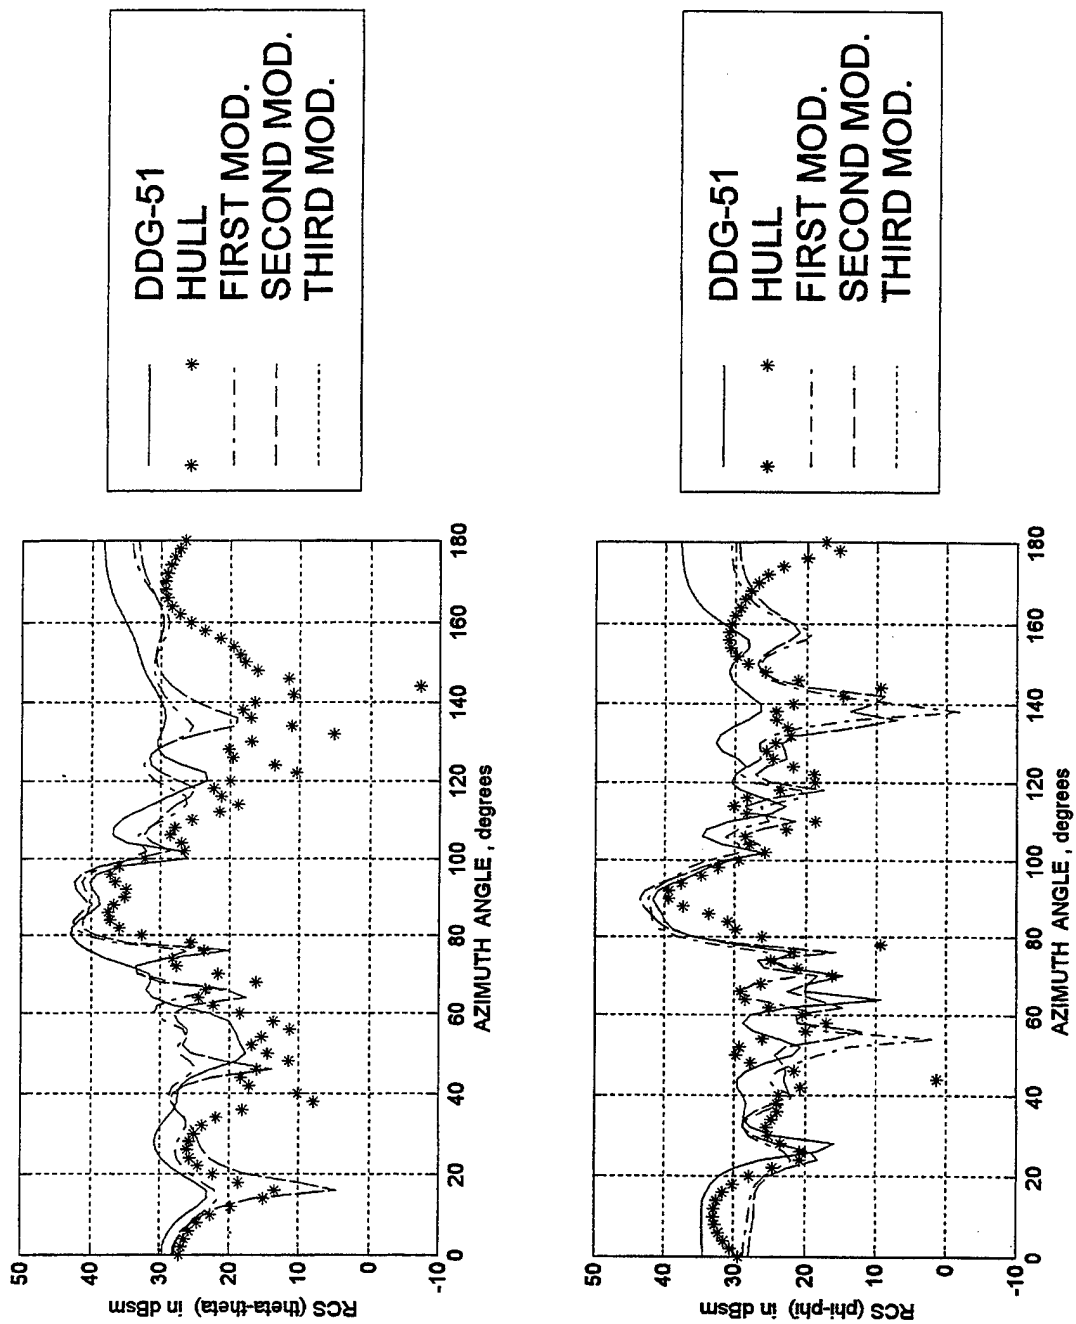 DDG-51
HULL
FIRST MOD.
SECOND MOD.
THIRD MOD.
RCS (theta-theta) in dBsm
50
40
30
20
10
0
-10
0
20
40
60
80
100
120
140
160
180
AZIMUTH ANGLE , degrees
DDG-51
HULL
FIRST MOD.
SECOND MOD.
THIRD MOD.
RCS (phi-phi) in dBsm
50
40
30
20
10
0
-10
0
20
40
60
80
100
120
140
160
180
AZIMUTH ANGLE , degrees